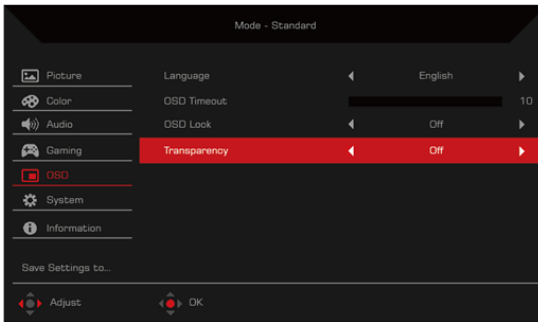 Mode - Standard
Picture
Language English
Color
OSD Timeout 10
Audio
OSD Lock Off
Gaming
Transparency Off
OSD
System
Information
Save Settings to...
Adjust OK